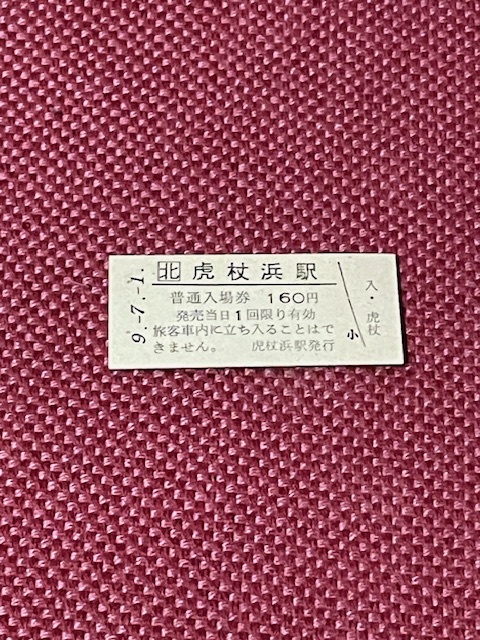 9.-7.-1.
北 虎杖浜駅
普通入場券 160円
発売当日1回限り有効
旅客車内に立ち入ることはで
きません。 虎杖浜駅発行
小
入・虎杖